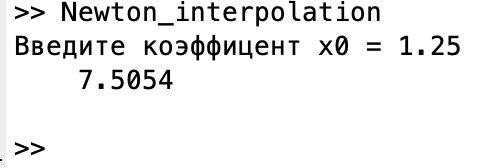 >> Newton_interpolation
Введите коэффицент x0 = 1.25
7.5054
>>